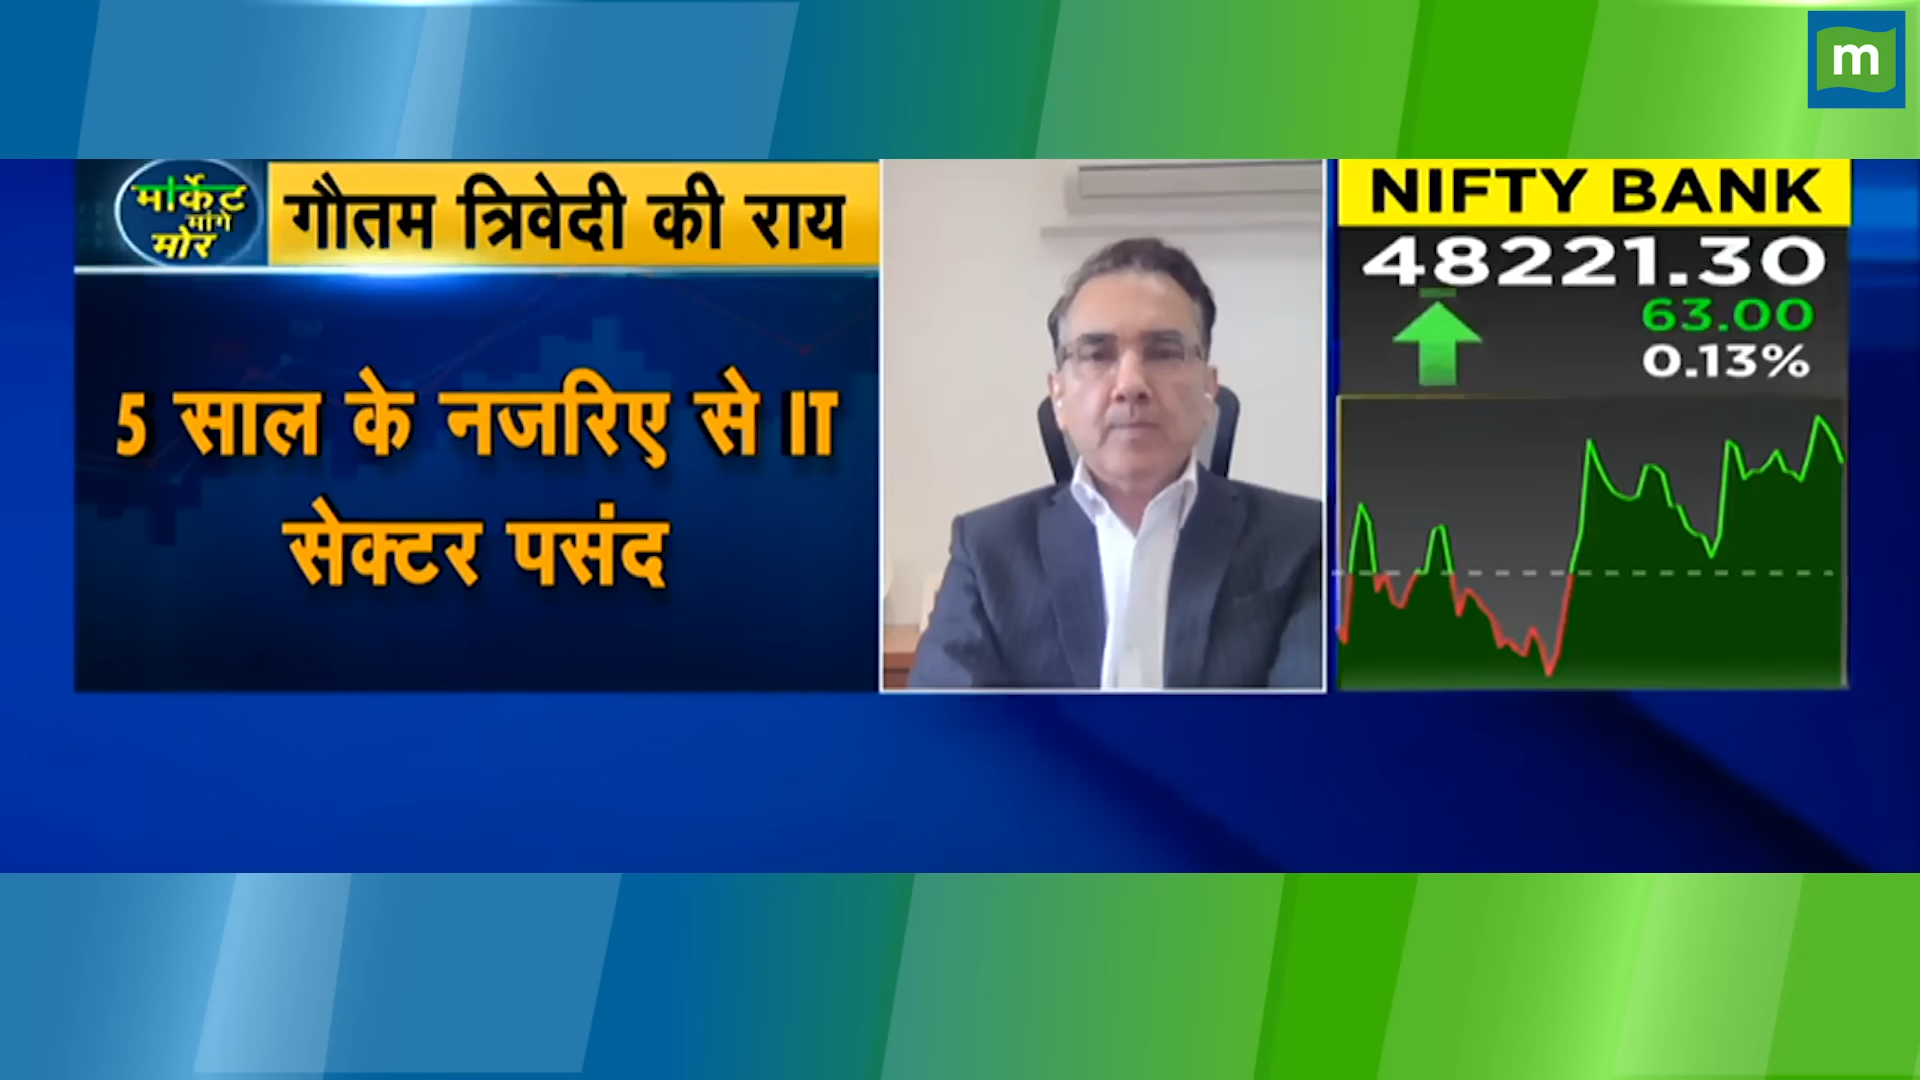 m
मार्केट
मांगे
मोर
गौतम त्रिवेदी की राय
5 साल के नजरिए से IT
सेक्टर पसंद
NIFTY BANK
48221.30
63.00
0.13%